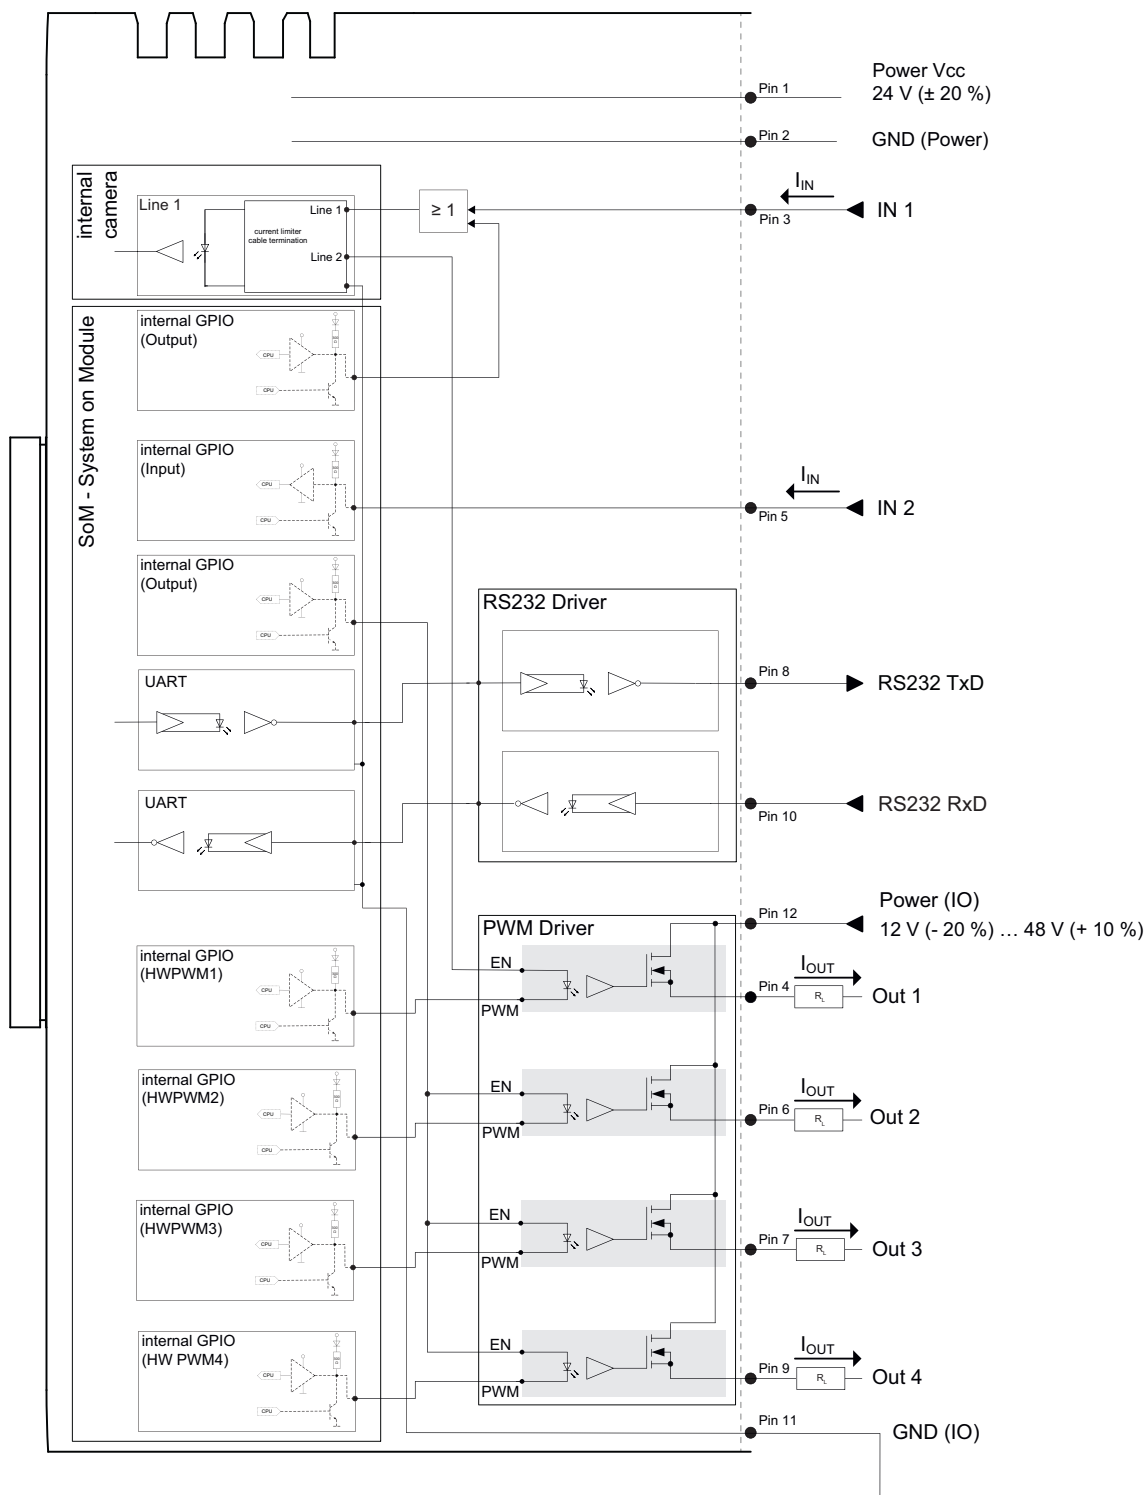 Power Vcc
Pin 1
24 V (± 20 %)
Pin 2
GND (Power)
internal
camera
Line 1
Line 1
current limiter
cable termination
Line 2
≥ 1
IIN
Pin 3
IN 1
SoM - System on Module
internal GPIO
(Output)
CPU
CPU
internal GPIO
(Input)
CPU
CPU
IIN
Pin 5
IN 2
internal GPIO
(Output)
CPU
CPU
RS232 Driver
UART
Pin 8
RS232 TxD
UART
Pin 10
RS232 RxD
Power (IO)
Pin 12
12 V (- 20 %) … 48 V (+ 10 %)
PWM Driver
internal GPIO
(HWPWM1)
CPU
CPU
EN
PWM
IOUT
Pin 4
RL
Out 1
internal GPIO
(HWPWM2)
CPU
CPU
EN
PWM
IOUT
Pin 6
RL
Out 2
internal GPIO
(HWPWM3)
CPU
CPU
EN
PWM
IOUT
Pin 7
RL
Out 3
internal GPIO
(HW PWM4)
CPU
CPU
EN
PWM
IOUT
Pin 9
RL
Out 4
Pin 11
GND (IO)